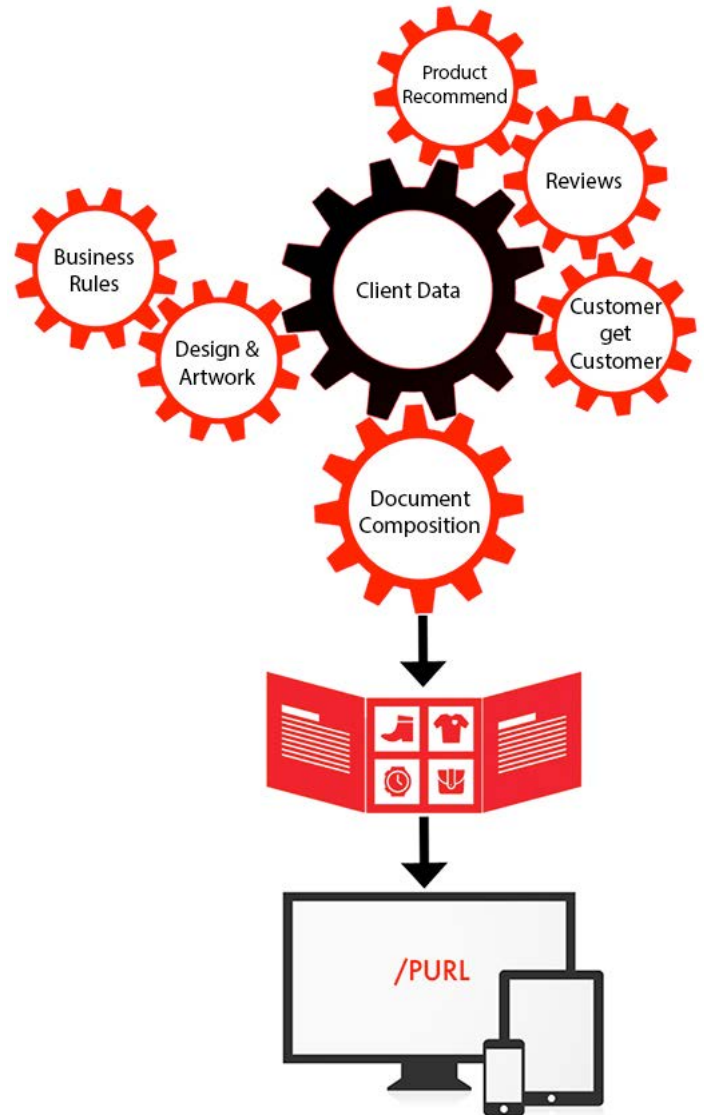 Product
Recommend
Reviews
Business
Rules
Client Data
Customer
get
Customer
Design &
Artwork
Document
Composition
/PURL